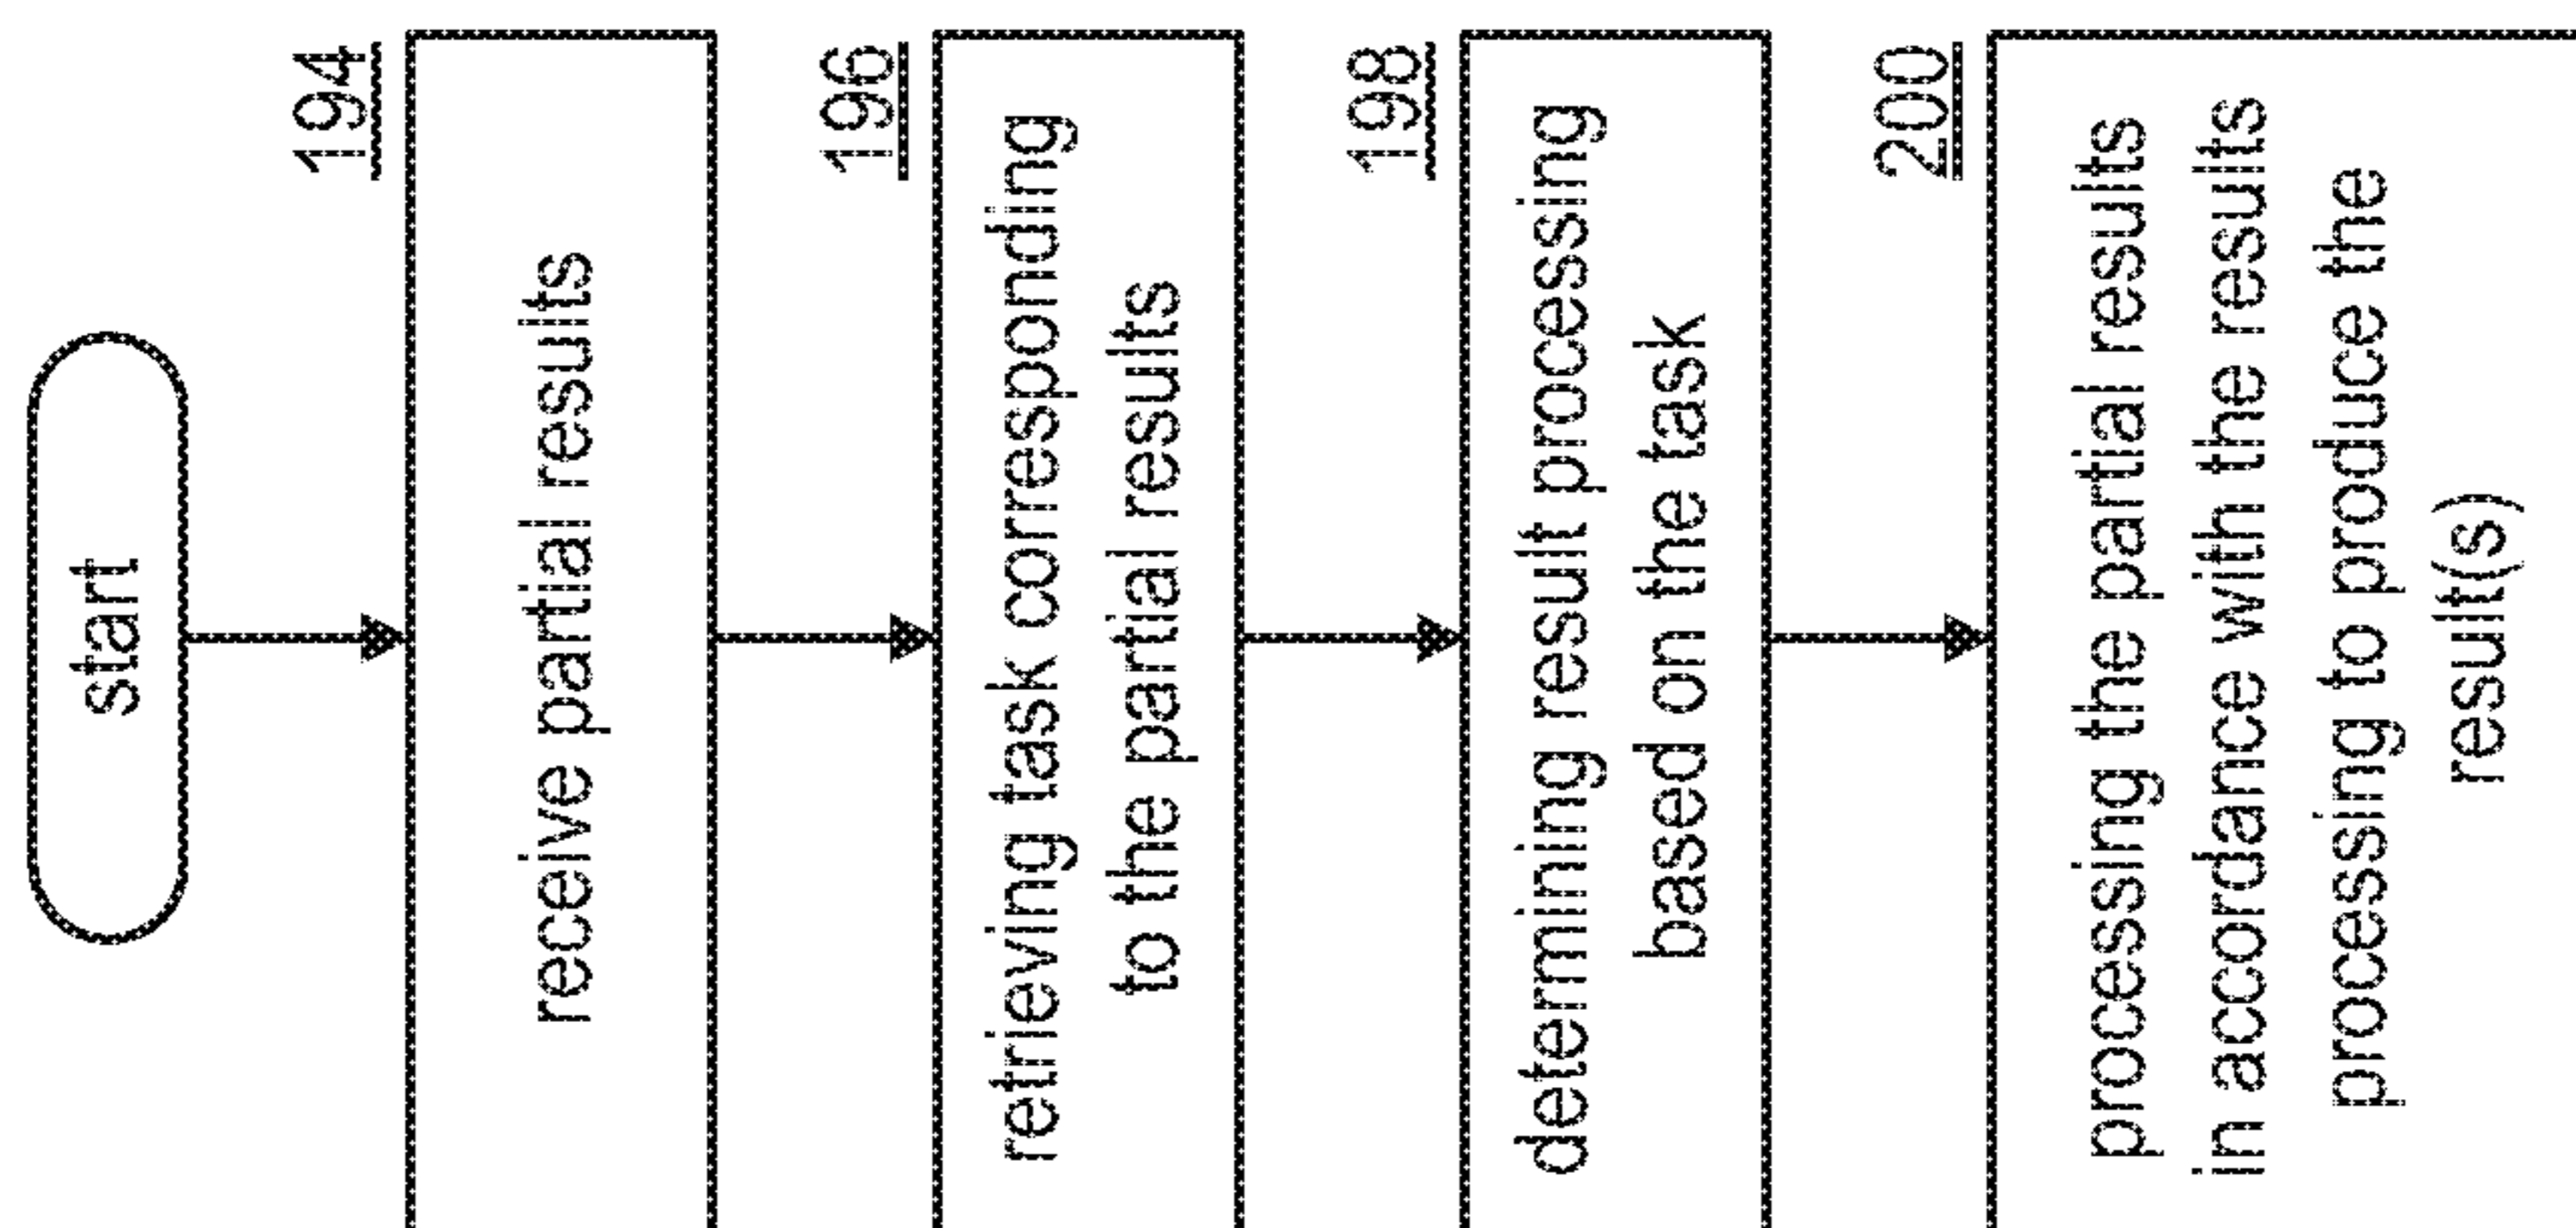 start
194
receive partial results
196
retrieving task corresponding
to the partial results
198
determining result processing
based on the task
200
processing the partial results
in accordance with the results
processing to produce the
result(s)